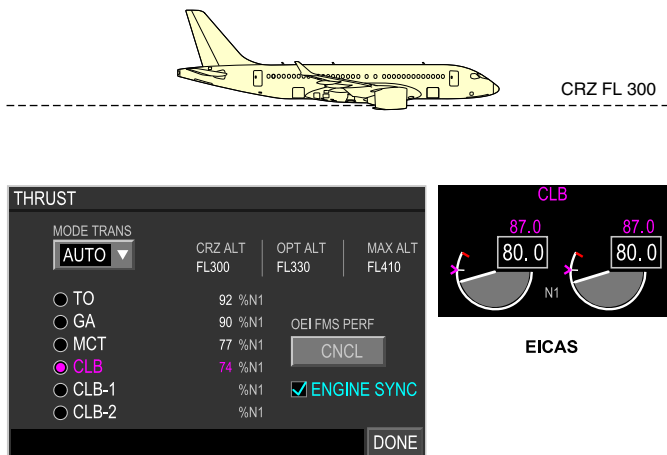 CRZ FL 300
THRUST
MODE TRANS
AUTO
CRZ ALT OPT ALT MAX ALT
FL300 FL330 FL410
TO 92 %N1
GA 90 %N1
MCT 77 %N1
CLB 74 %N1
CLB-1 %N1
CLB-2 %N1
OEI FMS PERF
CNCL
ENGINE SYNC
DONE
CLB
87.0 87.0
80.0 80.0
N1
EICAS